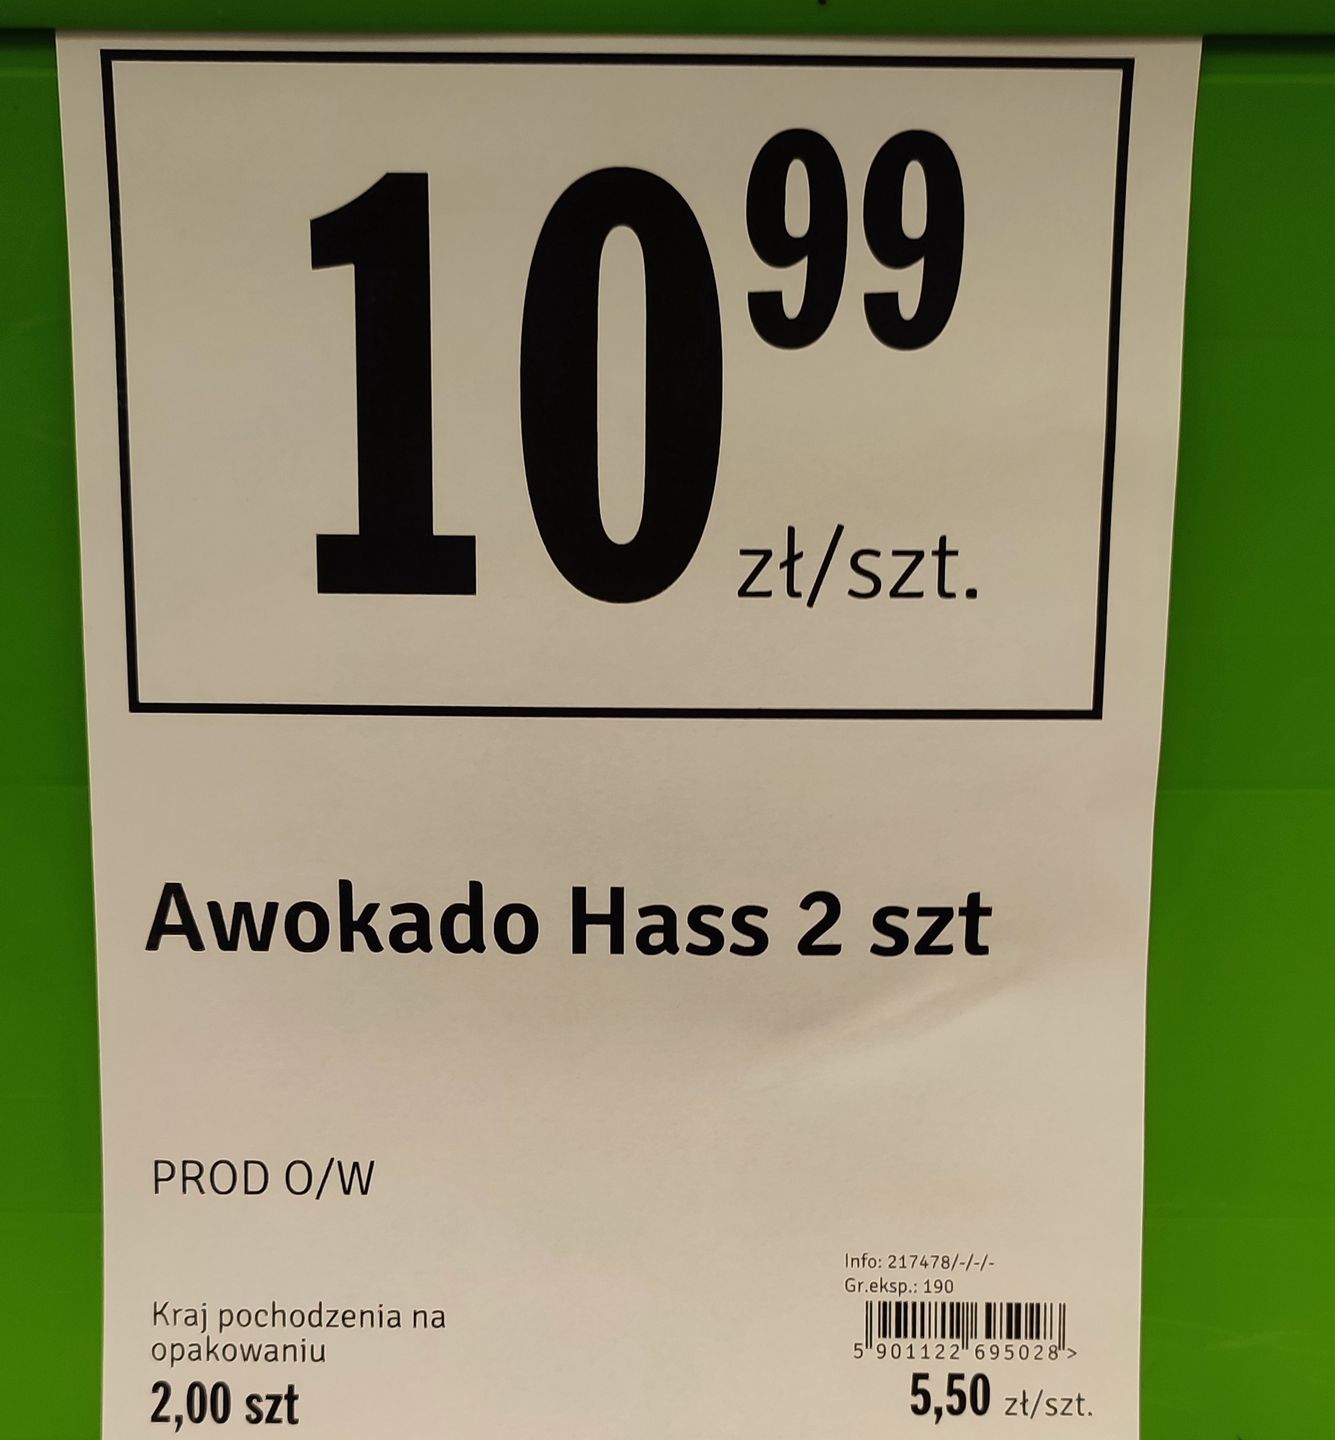 10 99
zł/szt.
Awokado Hass 2 szt
PROD O/W
Info: 217478/-/-/-
Gr.eksp.: 190
Kraj pochodzenia na
opakowaniu
5 901122 695028 >
2,00 szt
5,50 zł/szt.